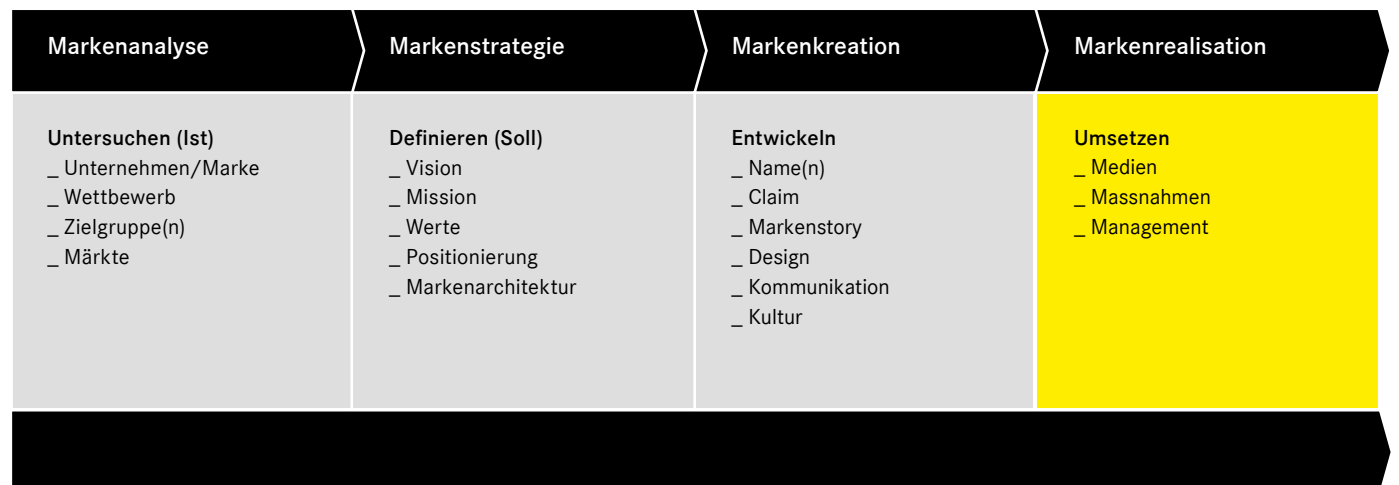 Markenanalyse
Markenstrategie
Markenkreation
Markenrealisation
Untersuchen (Ist)
_ Unternehmen/Marke
_ Wettbewerb
_ Zielgruppe(n)
_ Märkte
Definieren (Soll)
_ Vision
_ Mission
_ Werte
_ Positionierung
_ Markenarchitektur
Entwickeln
_ Name(n)
_ Claim
_ Markenstory
_ Design
_ Kommunikation
_ Kultur
Umsetzen
_ Medien
_ Massnahmen
_ Management